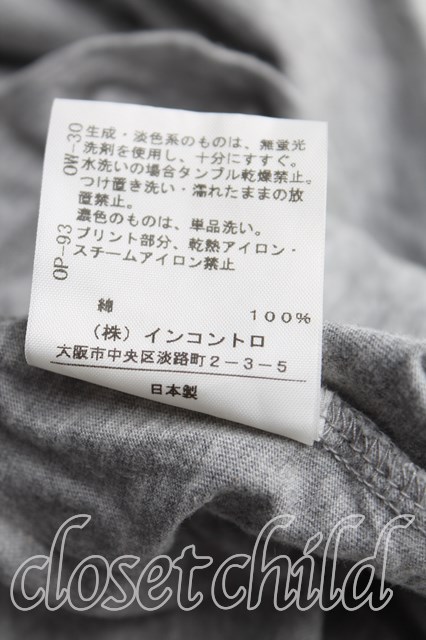 OW-30
生成・淡色系のものは、無蛍光
洗剤を使用し、十分にすすぐ。
水洗いの場合タンブル乾燥禁止。
つけ置き洗い・濡れたままの放
置禁止。
濃色のものは、単品洗い。
OP-93
プリント部分、乾熱アイロン・
スチームアイロン禁止
綿 100%
(株)インコントロ
大阪市中央区淡路町2-3-5
日本製
closet child